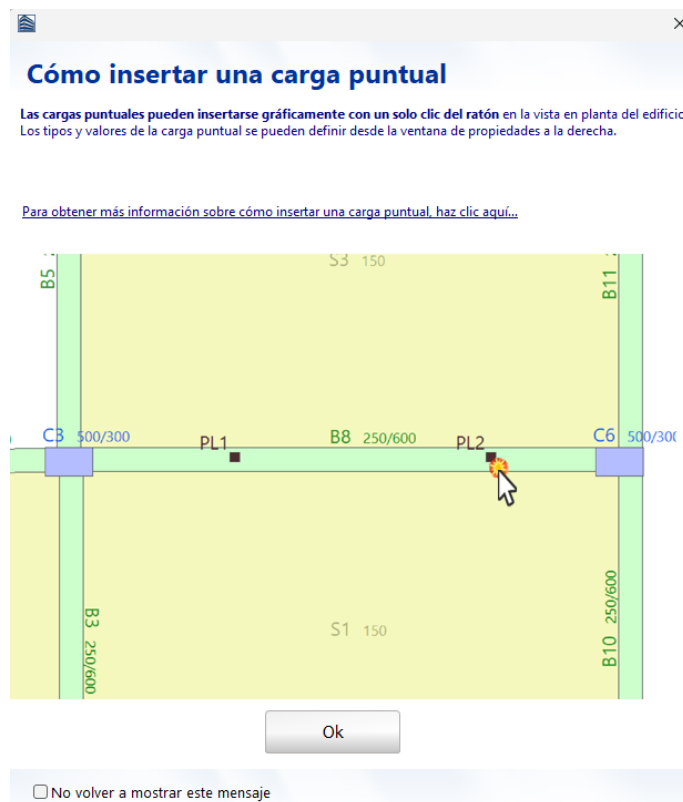 Cómo insertar una carga puntual
Las cargas puntuales pueden insertarse gráficamente con un solo clic del ratón en la vista en planta del edificio
Los tipos y valores de la carga puntual se pueden definir desde la ventana de propiedades a la derecha.
Para obtener más información sobre cómo insertar una carga puntual, haz clic aquí...
S3 150
B5
B11
C3 500/300
PL1
B8 250/600
PL2
C6 500/300
B3 250/600
S1 150
B10 250/600
Ok
No volver a mostrar este mensaje